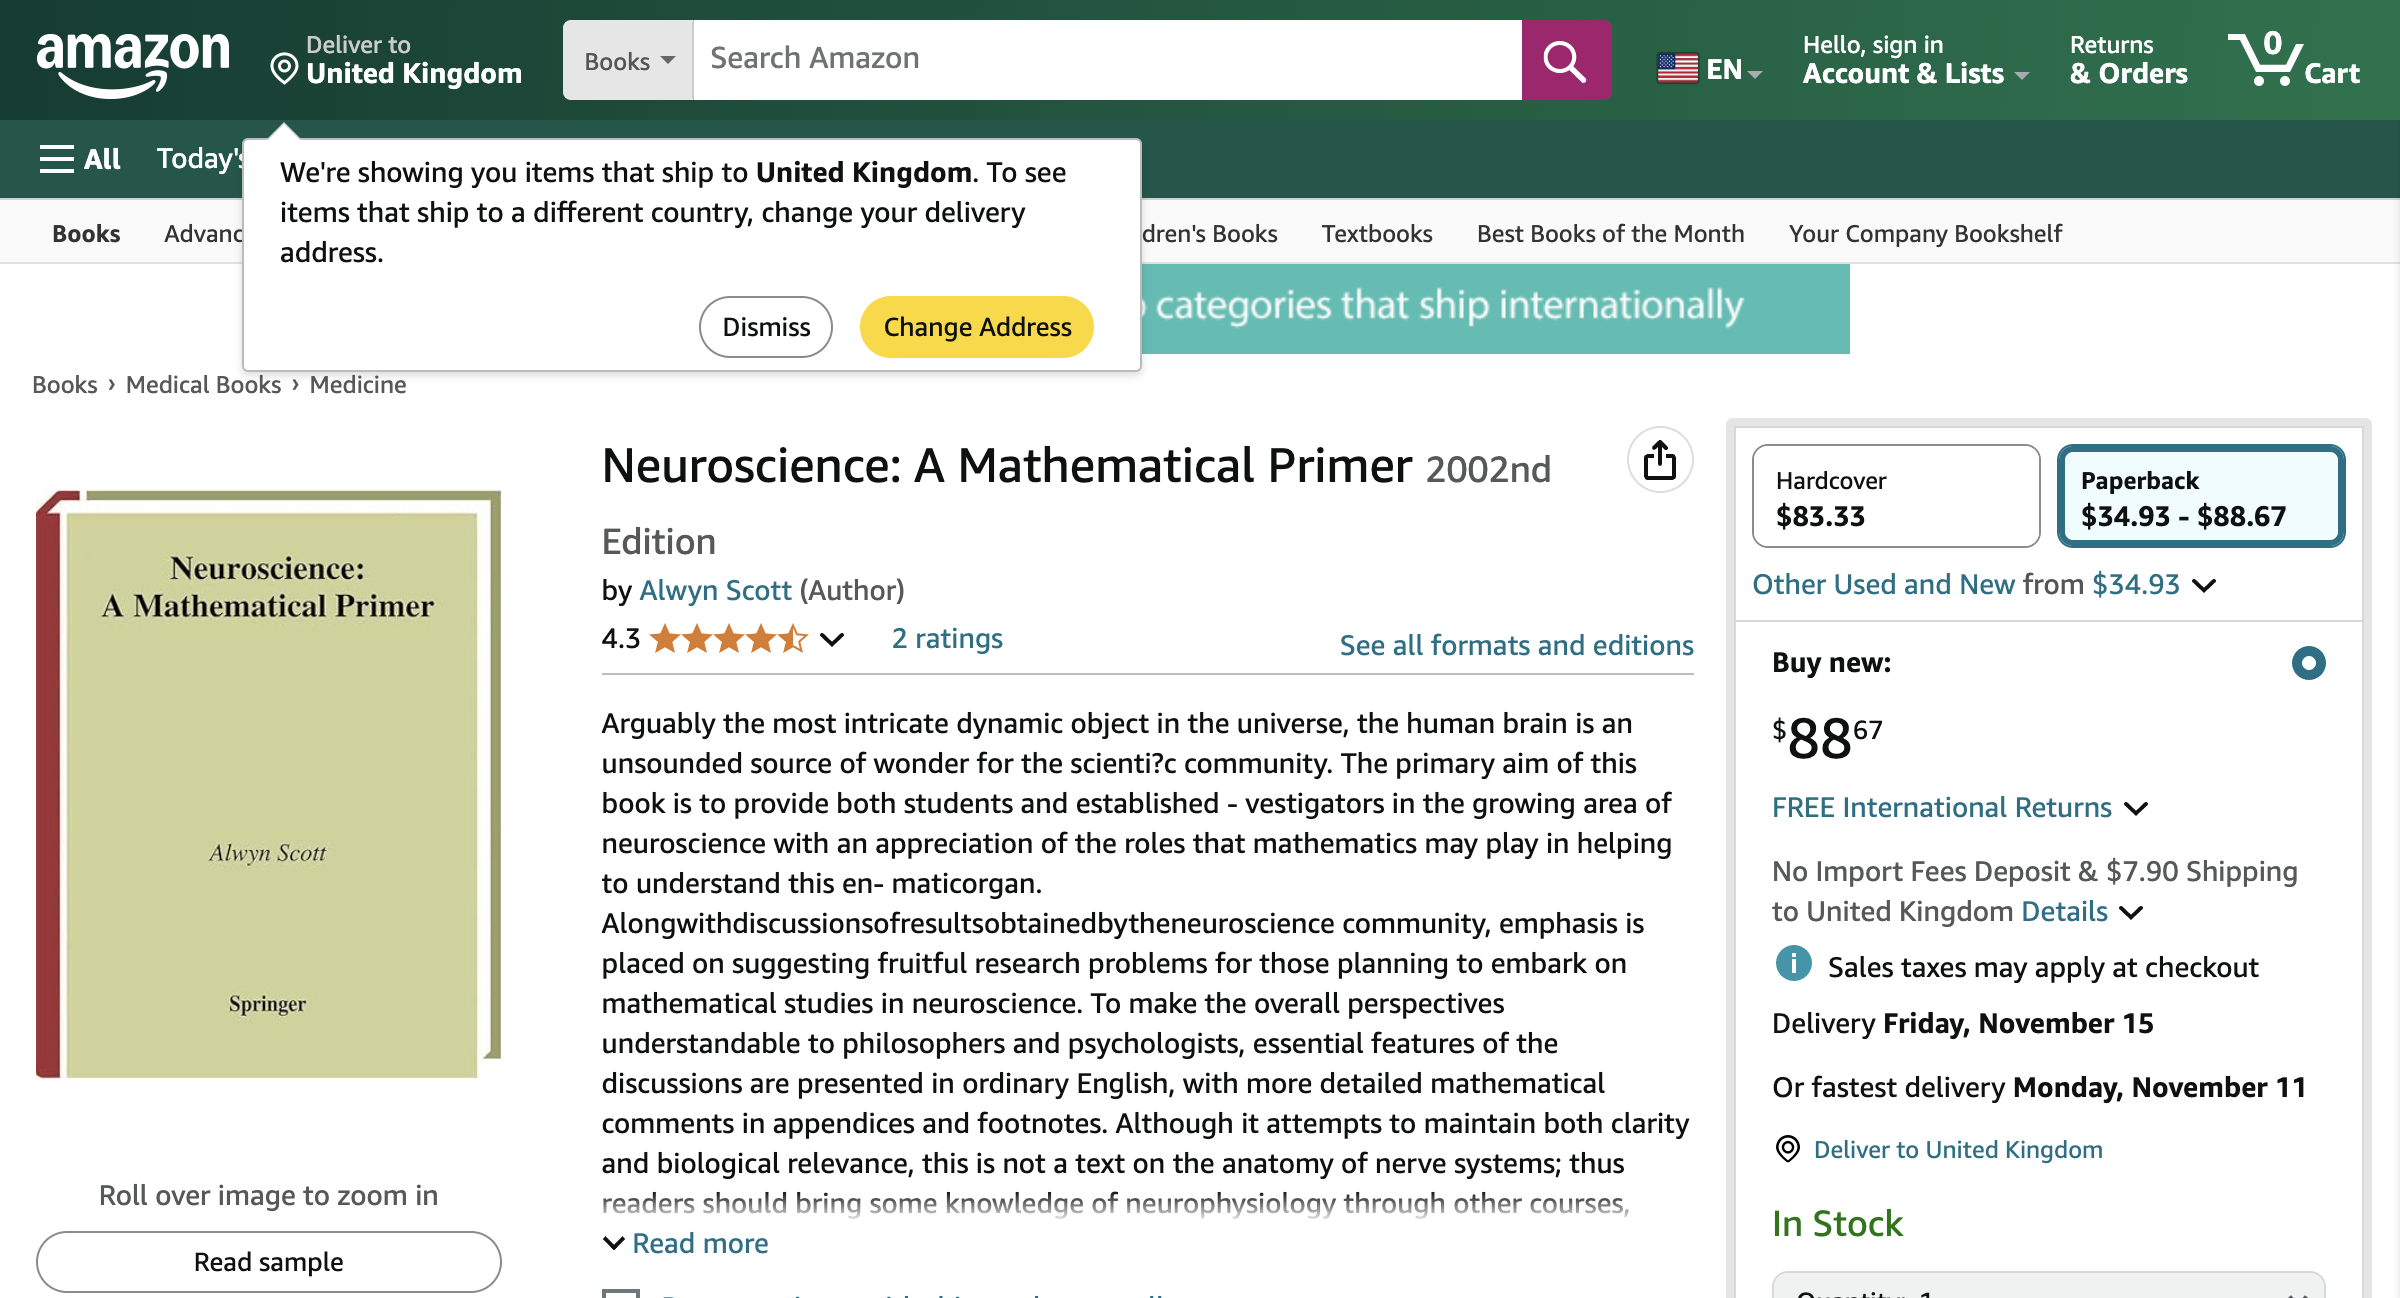 amazon
Deliver to
United Kingdom
Books
Search Amazon
EN
Hello, sign in
Account & Lists
Returns
& Orders
0
Cart
All
Today's
We're showing you items that ship to United Kingdom. To see
items that ship to a different country, change your delivery
address.
Dismiss
Change Address
Books
Advanc
dren's Books
Textbooks
Best Books of the Month
Your Company Bookshelf
categories that ship internationally
Books › Medical Books › Medicine
Neuroscience:
A Mathematical Primer
Alwyn Scott
Springer
Roll over image to zoom in
Read sample
Neuroscience: A Mathematical Primer 2002nd
Edition
by Alwyn Scott (Author)
4.3
2 ratings
See all formats and editions
Arguably the most intricate dynamic object in the universe, the human brain is an
unsounded source of wonder for the scienti?c community. The primary aim of this
book is to provide both students and established - vestigators in the growing area of
neuroscience with an appreciation of the roles that mathematics may play in helping
to understand this en- maticorgan.
Alongwithdiscussionsofresultsobtainedbytheneuroscience community, emphasis is
placed on suggesting fruitful research problems for those planning to embark on
mathematical studies in neuroscience. To make the overall perspectives
understandable to philosophers and psychologists, essential features of the
discussions are presented in ordinary English, with more detailed mathematical
comments in appendices and footnotes. Although it attempts to maintain both clarity
and biological relevance, this is not a text on the anatomy of nerve systems; thus
readers should bring some knowledge of neurophysiology through other courses,
Read more
Hardcover
$83.33
Paperback
$34.93 - $88.67
Other Used and New from $34.93
Buy new:
$88 67
FREE International Returns
No Import Fees Deposit & $7.90 Shipping
to United Kingdom Details
i
Sales taxes may apply at checkout
Delivery Friday, November 15
Or fastest delivery Monday, November 11
Deliver to United Kingdom
In Stock
Quantity: 1